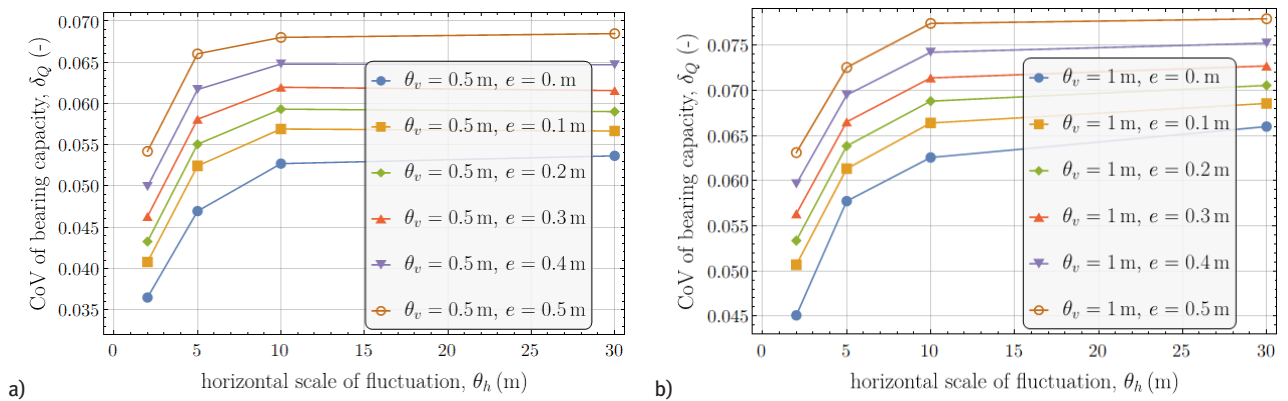 CoV of bearing capacity, δQ (-)
0.070
0.065
0.060
0.055
0.050
0.045
0.040
0.035
θv = 0.5 m, e = 0. m
θv = 0.5 m, e = 0.1 m
θv = 0.5 m, e = 0.2 m
θv = 0.5 m, e = 0.3 m
θv = 0.5 m, e = 0.4 m
θv = 0.5 m, e = 0.5 m
0 5 10 15 20 25 30
horizontal scale of fluctuation, θh (m)
a)
CoV of bearing capacity, δQ (-)
0.075
0.070
0.065
0.060
0.055
0.050
0.045
θv = 1 m, e = 0. m
θv = 1 m, e = 0.1 m
θv = 1 m, e = 0.2 m
θv = 1 m, e = 0.3 m
θv = 1 m, e = 0.4 m
θv = 1 m, e = 0.5 m
0 5 10 15 20 25 30
horizontal scale of fluctuation, θh (m)
b)